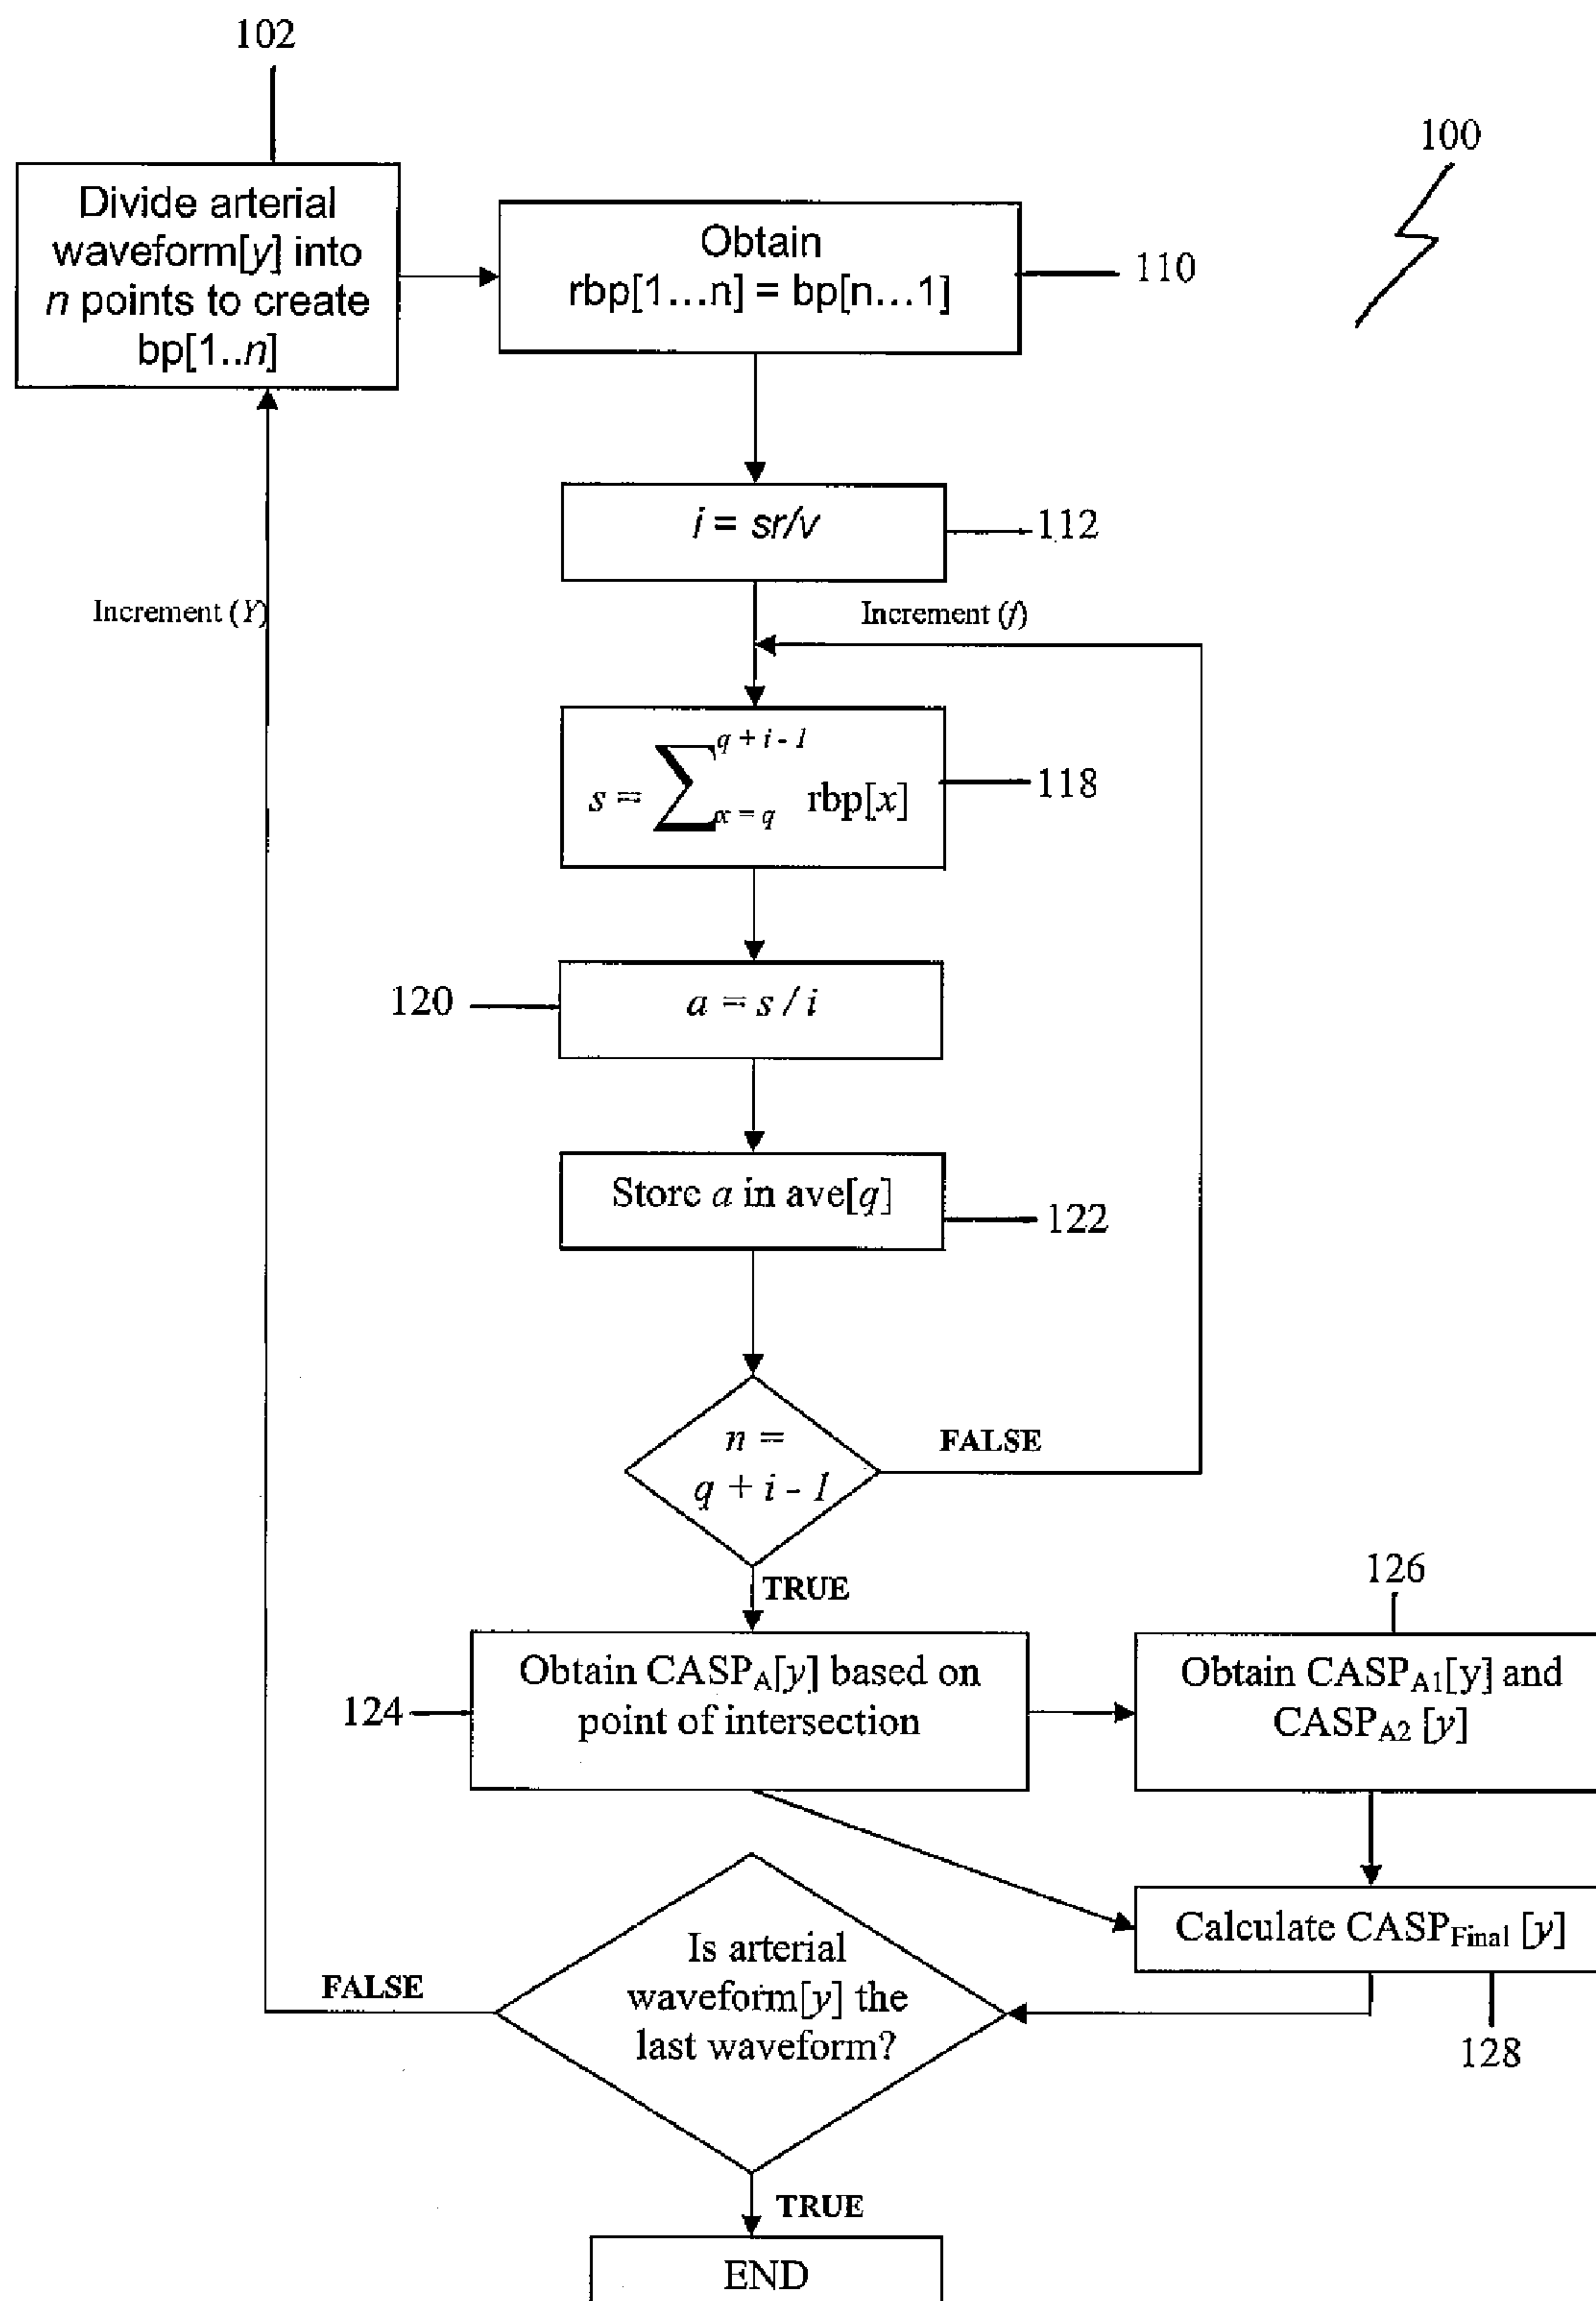 102
100
Divide arterial
waveform[y] into
n points to create
bp[1..n]
Obtain
rbp[1...n] = bp[n...1]
110
i = sr/v
112
Increment (Y)
Increment (f)
s = ∑ x = q q + i - 1 rbp[x]
118
120
a = s / i
Store a in ave[q]
122
n =
q + i - 1
FALSE
TRUE
126
124
Obtain CASPA[y] based on
point of intersection
Obtain CASPA1[y] and
CASPA2 [y]
Calculate CASPFinal [y]
128
Is arterial
waveform[y] the
last waveform?
FALSE
TRUE
END